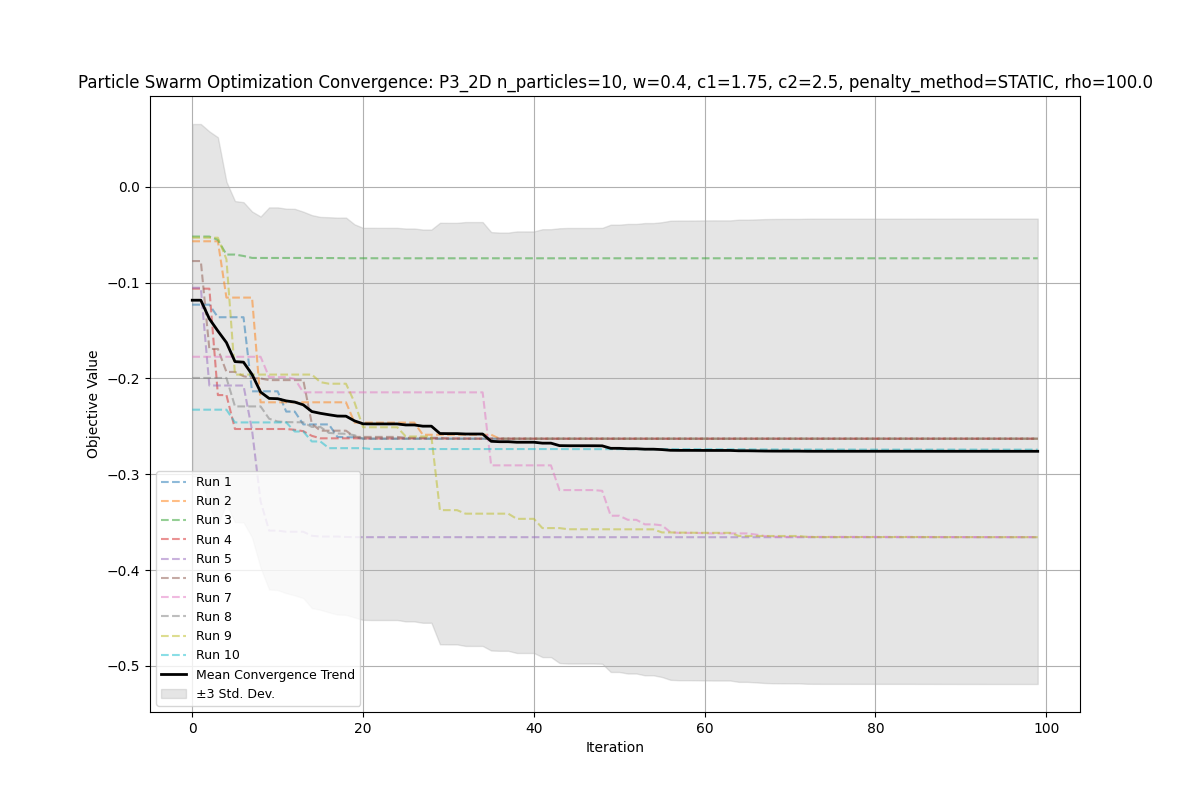 Particle Swarm Optimization Convergence: P3_2D n_particles=10, w=0.4, c1=1.75, c2=2.5, penalty_method=STATIC, rho=100.0
Objective Value
0.0
−0.1
−0.2
−0.3
−0.4
−0.5
Run 1
Run 2
Run 3
Run 4
Run 5
Run 6
Run 7
Run 8
Run 9
Run 10
Mean Convergence Trend
±3 Std. Dev.
0 20 40 60 80 100
Iteration